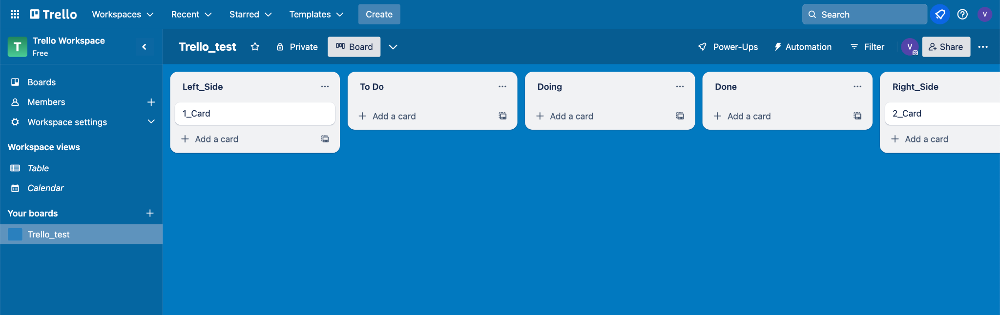 Trello Workspaces Recent Starred Templates Create Search V
T Trello Workspace
Free
Trello_test Private Board Power-Ups Automation Filter V Share
Boards
Members
Workspace settings
Workspace views
Table
Calendar
Your boards
Trello_test
Left_Side
1_Card
Add a card
To Do
Add a card
Doing
Add a card
Done
Add a card
Right_Side
2_Card
Add a card